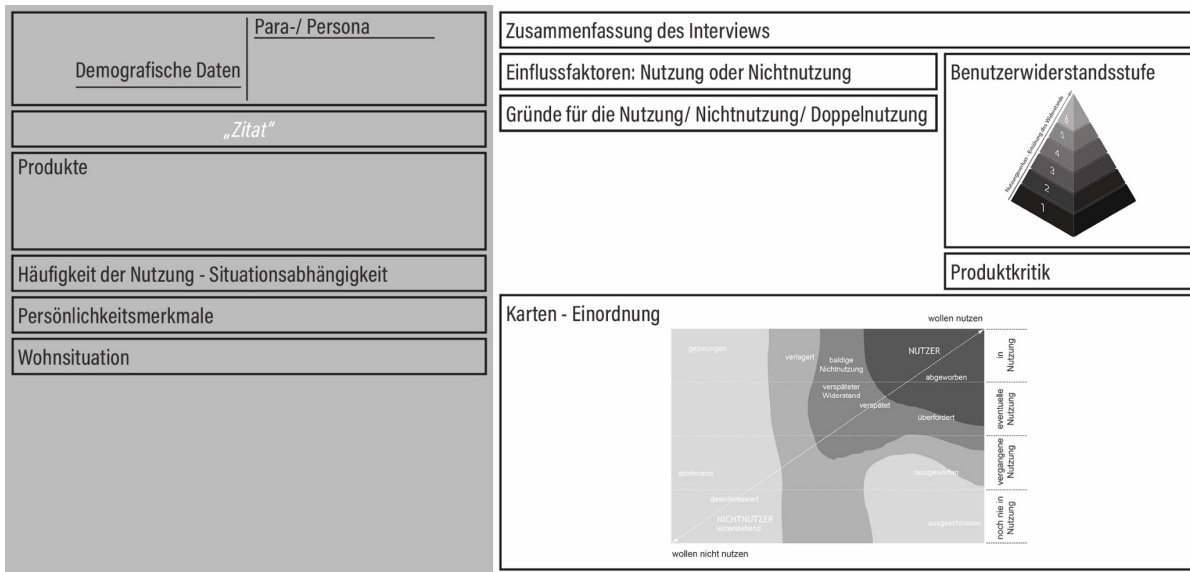 Para-/ Persona
Demografische Daten
„Zitat“
Produkte
Häufigkeit der Nutzung - Situationsabhängigkeit
Persönlichkeitsmerkmale
Wohnsituation
Zusammenfassung des Interviews
Einflussfaktoren: Nutzung oder Nichtnutzung
Gründe für die Nutzung/ Nichtnutzung/ Doppelnutzung
Benutzerwiderstandsstufe
6
5
4
3
2
1
Produktkritik
Karten - Einordnung
wollen nutzen
gezwungen
verlagert
baldige
Nichtnutzung
NUTZER
abgeworben
verspäteter
Widerstand
verspätet
überfordert
ablehnend
rausgeworfen
desinteressiert
NICHTNUTZER
widerstehend
ausgeschlossen
in
Nutzung
eventuelle
Nutzung
vergangene
Nutzung
noch nie in
Nutzung
wollen nicht nutzen